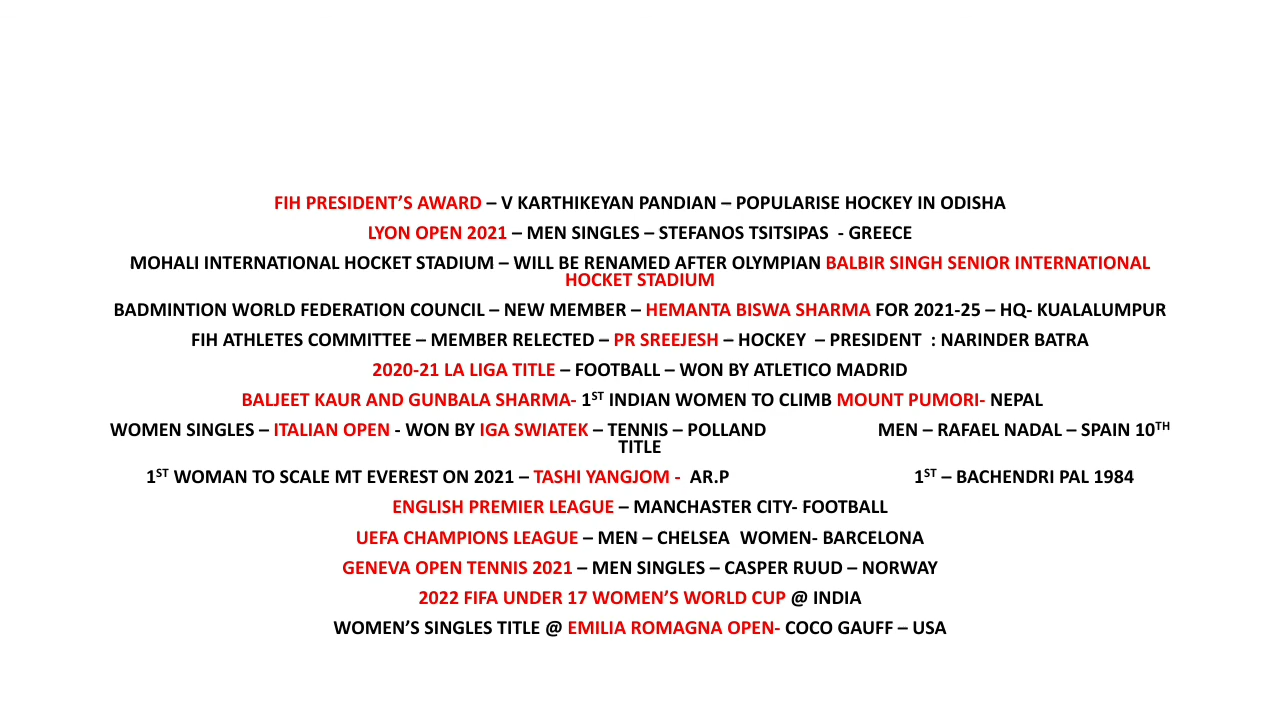 FIH PRESIDENT’S AWARD – V KARTHIKEYAN PANDIAN – POPULARISE HOCKEY IN ODISHA
LYON OPEN 2021 – MEN SINGLES – STEFANOS TSITSIPAS - GREECE
MOHALI INTERNATIONAL HOCKET STADIUM – WILL BE RENAMED AFTER OLYMPIAN BALBIR SINGH SENIOR INTERNATIONAL
HOCKET STADIUM
BADMINTION WORLD FEDERATION COUNCIL – NEW MEMBER – HEMANTA BISWA SHARMA FOR 2021-25 – HQ- KUALALUMPUR
FIH ATHLETES COMMITTEE – MEMBER RELECTED – PR SREEJESH – HOCKEY – PRESIDENT : NARINDER BATRA
2020-21 LA LIGA TITLE – FOOTBALL – WON BY ATLETICO MADRID
BALJEET KAUR AND GUNBALA SHARMA- 1ST INDIAN WOMEN TO CLIMB MOUNT PUMORI- NEPAL
WOMEN SINGLES – ITALIAN OPEN - WON BY IGA SWIATEK – TENNIS – POLLAND MEN – RAFAEL NADAL – SPAIN 10TH
TITLE
1ST WOMAN TO SCALE MT EVEREST ON 2021 – TASHI YANGJOM - AR.P 1ST – BACHENDRI PAL 1984
ENGLISH PREMIER LEAGUE – MANCHASTER CITY- FOOTBALL
UEFA CHAMPIONS LEAGUE – MEN – CHELSEA WOMEN- BARCELONA
GENEVA OPEN TENNIS 2021 – MEN SINGLES – CASPER RUUD – NORWAY
2022 FIFA UNDER 17 WOMEN’S WORLD CUP @ INDIA
WOMEN’S SINGLES TITLE @ EMILIA ROMAGNA OPEN- COCO GAUFF – USA